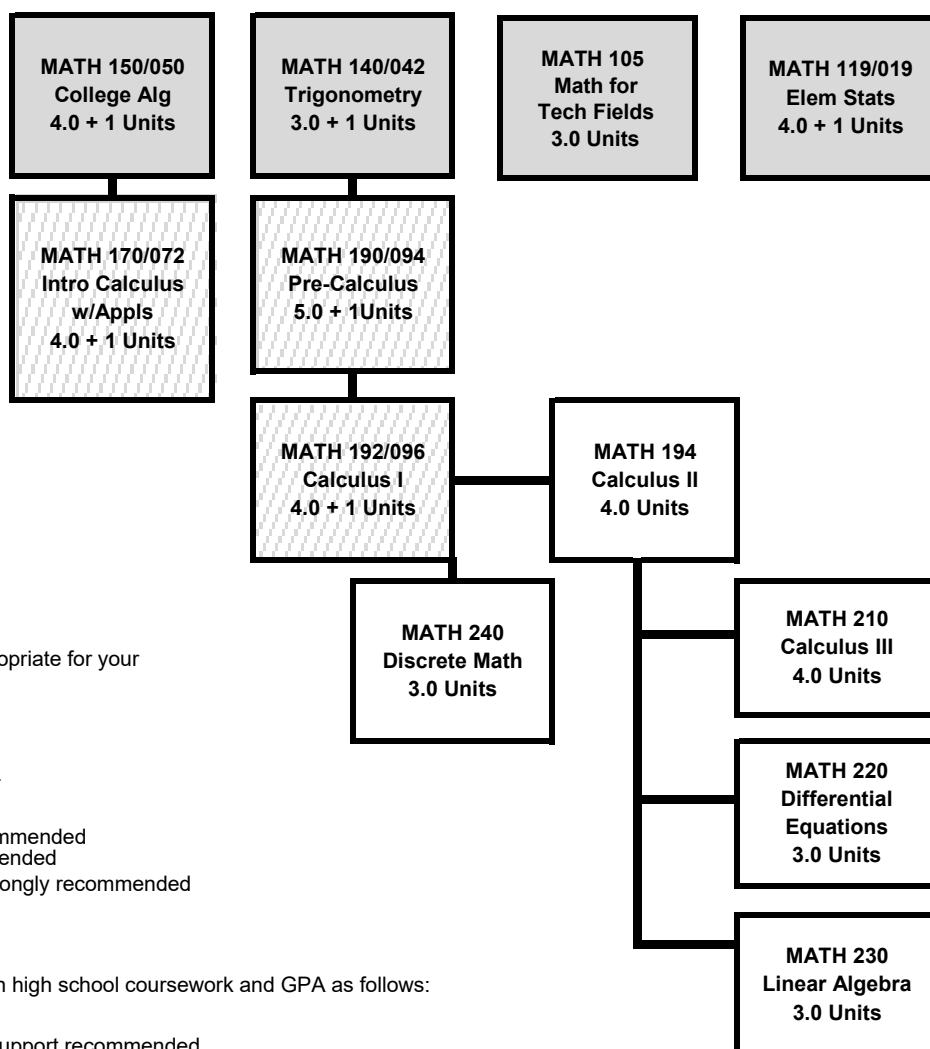 MATH 150/050
College Alg
4.0 + 1 Units
MATH 140/042
Trigonometry
3.0 + 1 Units
MATH 105
Math for
Tech Fields
3.0 Units
MATH 119/019
Elem Stats
4.0 + 1 Units
MATH 170/072
Intro Calculus
w/Appls
4.0 + 1 Units
MATH 190/094
Pre-Calculus
5.0 + 1Units
MATH 192/096
Calculus I
4.0 + 1 Units
MATH 194
Calculus II
4.0 Units
MATH 240
Discrete Math
3.0 Units
MATH 210
Calculus III
4.0 Units
MATH 220
Differential
Equations
3.0 Units
MATH 230
Linear Algebra
3.0 Units
opriate for your
mmended
ended
ongly recommended
high school coursework and GPA as follows:
upport recommended